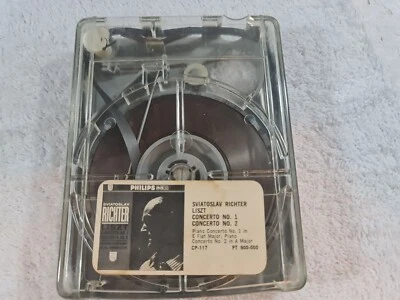 PHILIPS
SVIATOSLAV
RICHTER
SVIATOSLAV RICHTER
LISZT
CONCERTO NO. 1
CONCERTO NO. 2
Piano Concerto No. 1 in
E Flat Major, Piano
Concerto No. 2 in A Major
CP-117 PT 900-000